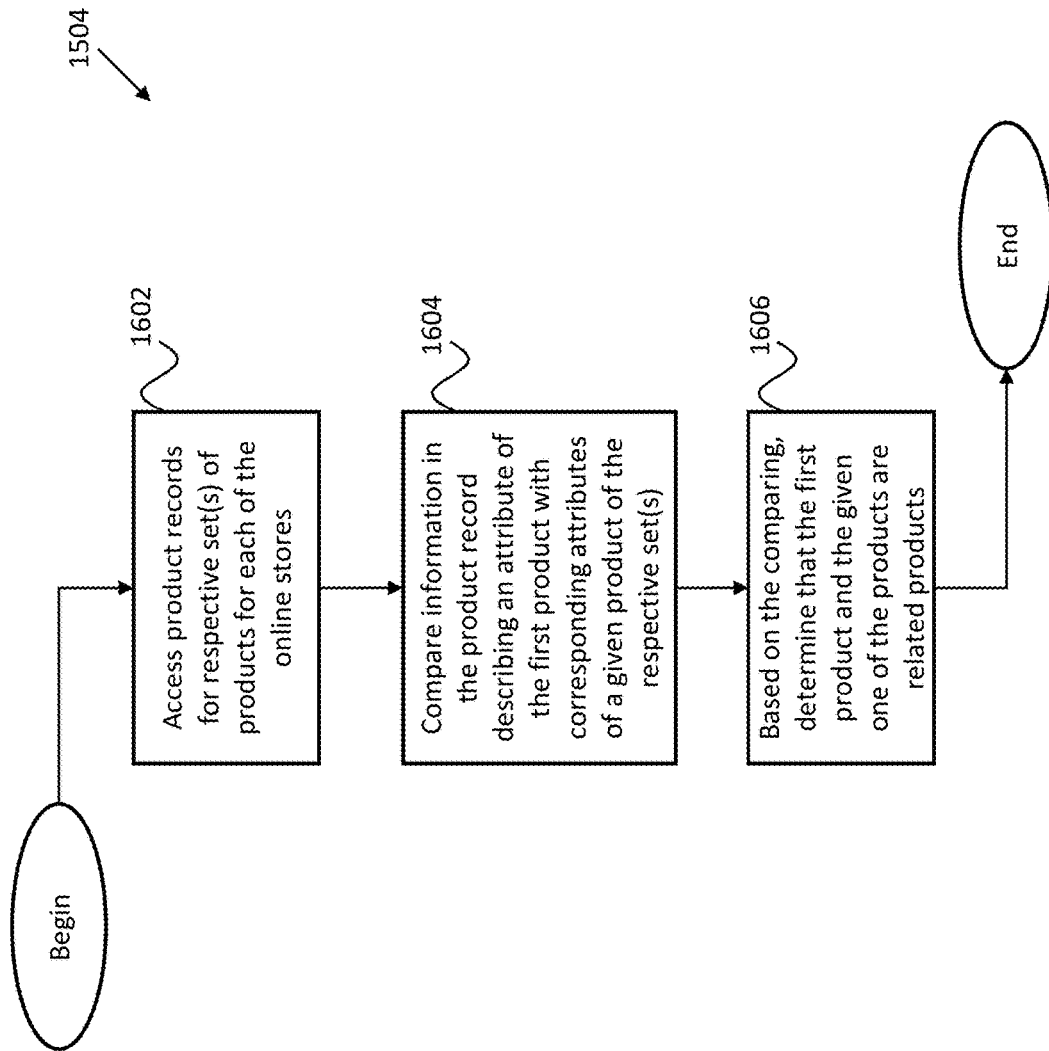 1504
Begin
1602
Access product records
for respective set(s) of
products for each of the
online stores
1604
Compare information in
the product record
describing an attribute of
the first product with
corresponding attributes
of a given product of the
respective set(s)
1606
Based on the comparing,
determine that the first
product and the given
one of the products are
related products
End